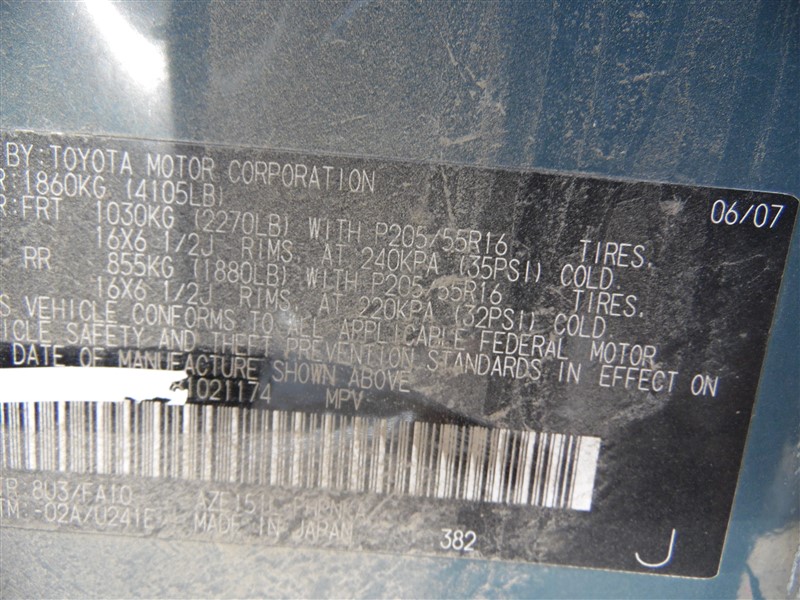 BY: TOYOTA MOTOR CORPORATION
R: 1860KG (4105LB) 06/07
R: FRT 1030KG (2270LB) WITH P205/55R16 TIRES,
16X6 1/2J RIMS, AT 240KPA (35PSI) COLD.
RR 855KG (1880LB) WITH P205/55R16 TIRES,
16X6 1/2J RIMS, AT 220KPA (32PSI) COLD
S VEHICLE CONFORMS TO ALL APPLICABLE FEDERAL MOTOR
HICLE SAFETY AND THEFT PREVENTION STANDARDS IN EFFECT ON
DATE OF MANUFACTURE SHOWN ABOVE
1021174 MPV
TR: 8U3/FA10
TM: -02A/U241E MADE IN JAPAN 382 J